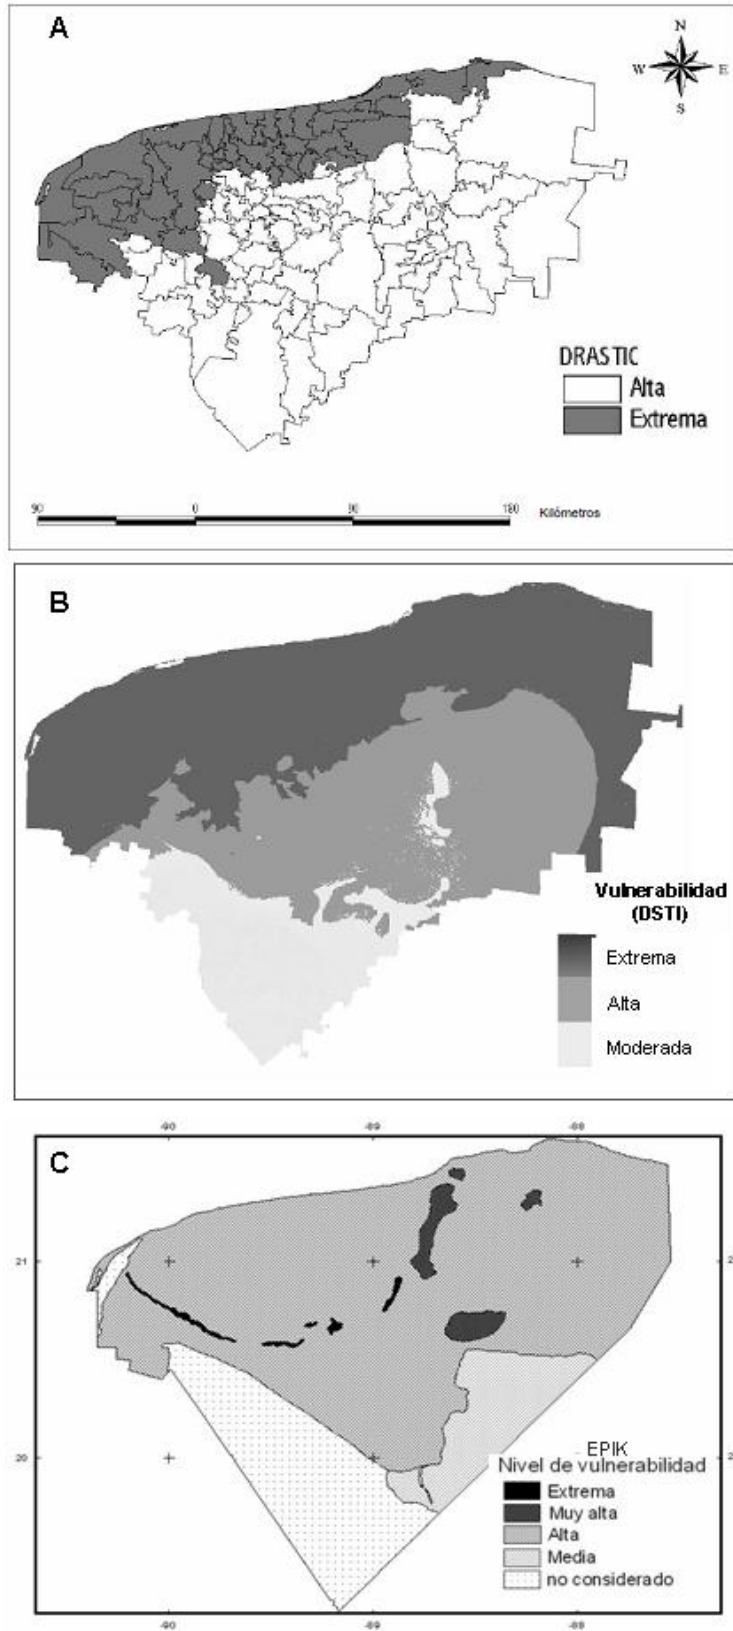 A
N
W E
S
DRASTIC
Alta
Extrema
90 0 90 180 Kilómetros
B
Vulnerabilidad
(DSTI)
Extrema
Alta
Moderada
-90 -89 -88
C
21
20
EPIK
Nivel de vulnerabilidad
Extrema
Muy alta
Alta
Media
no considerado
-90 -89 -88